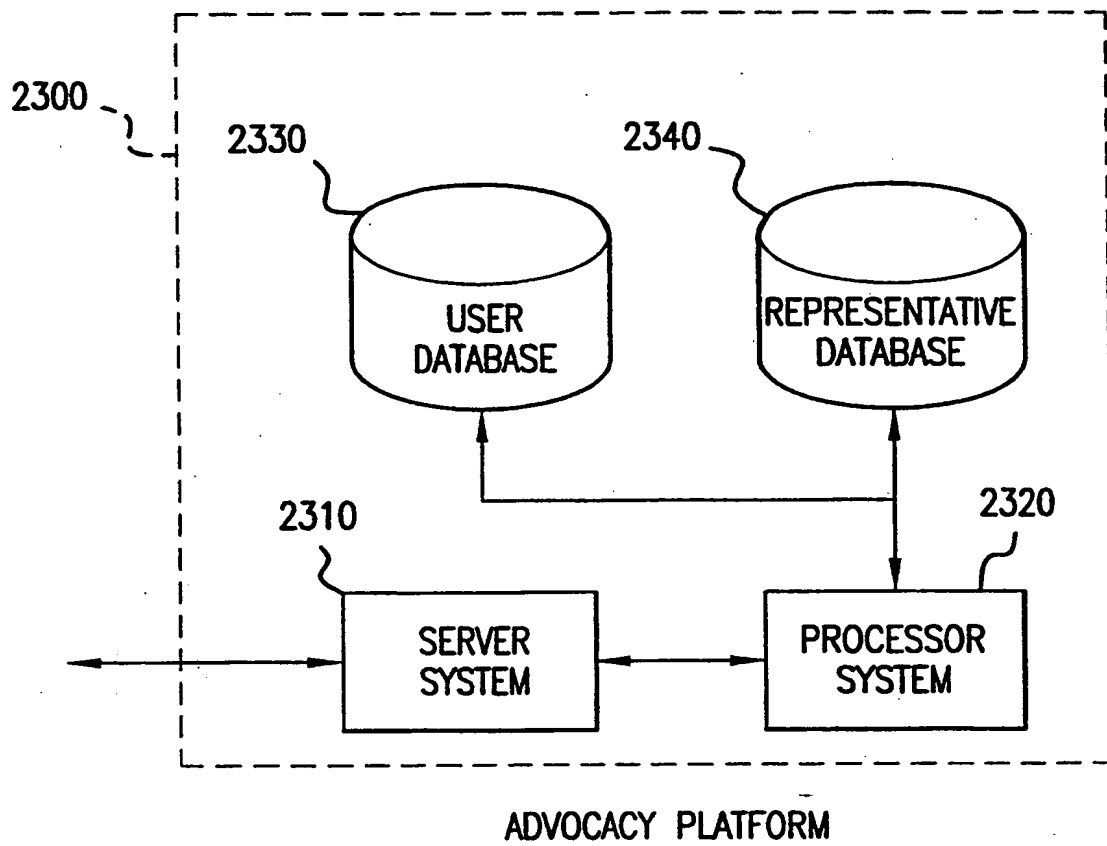 2300
2330
2340
USER
DATABASE
REPRESENTATIVE
DATABASE
2310
2320
SERVER
SYSTEM
PROCESSOR
SYSTEM
ADVOCACY PLATFORM